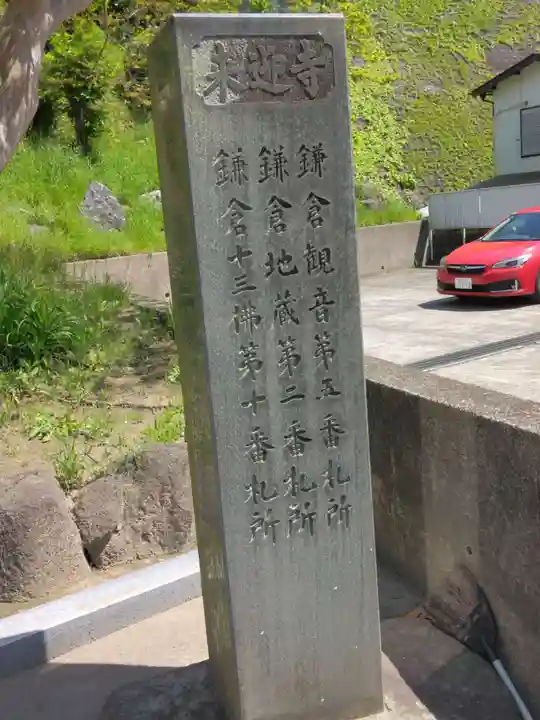 来迎寺
鎌倉観音第五番札所
鎌倉地蔵第二番札所
鎌倉十三佛第十番札所